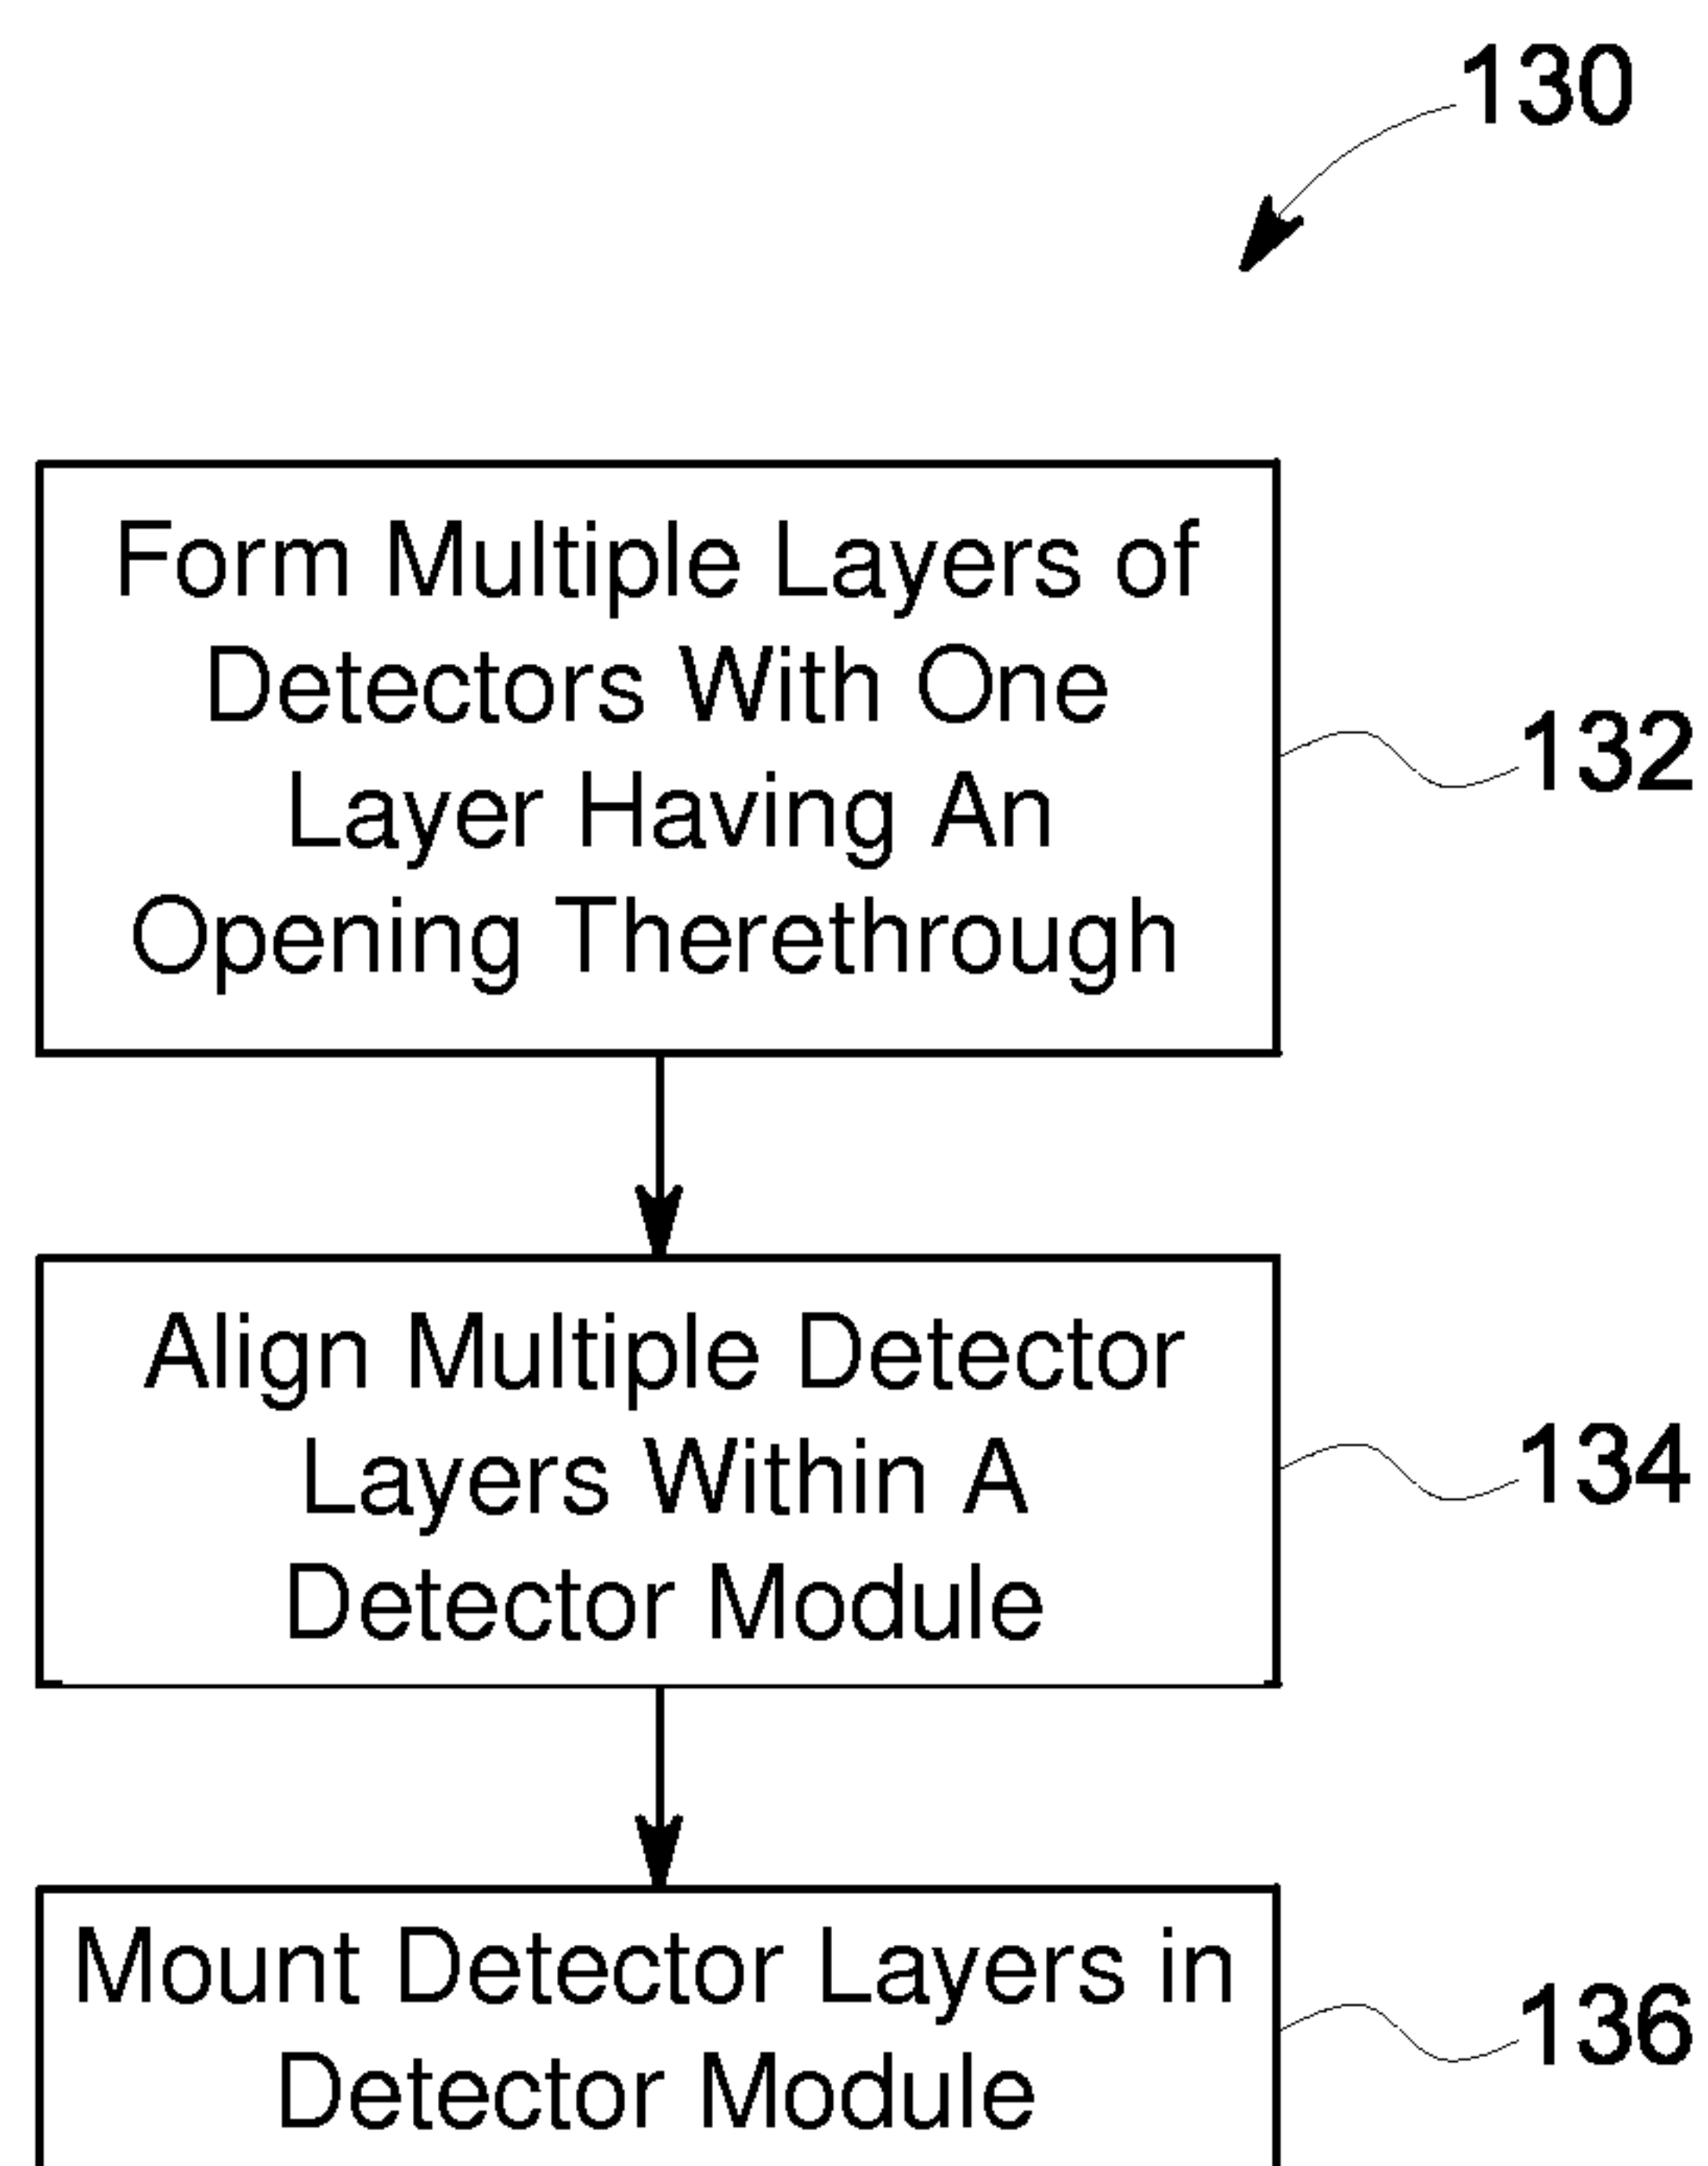 130
Form Multiple Layers of
Detectors With One
Layer Having An
Opening Therethrough
132
Align Multiple Detector
Layers Within A
Detector Module
134
Mount Detector Layers in
Detector Module
136